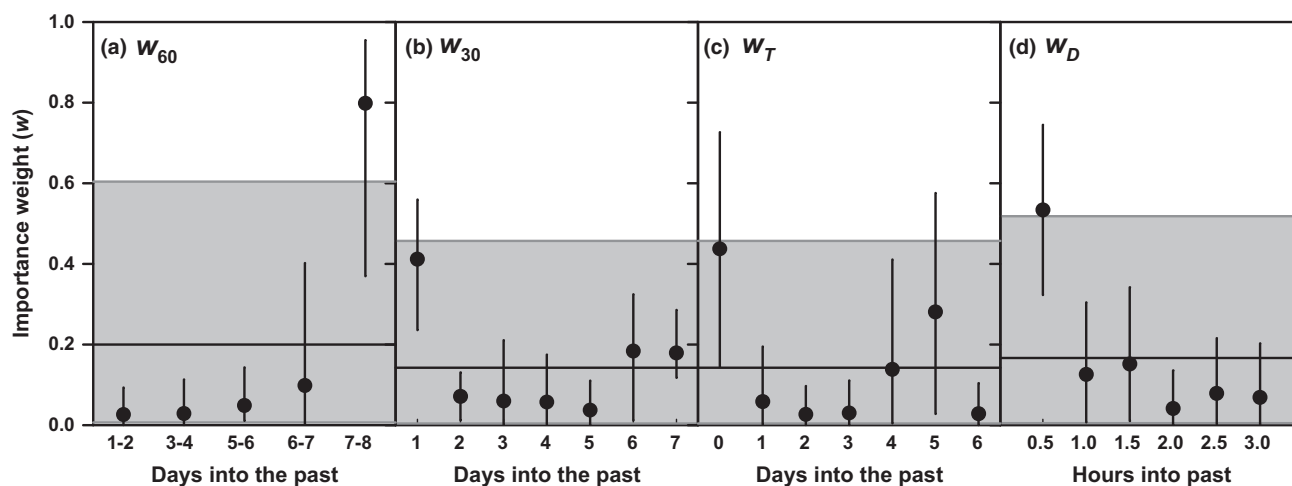 (a) w60 (b) w30 (c) wT (d) wD
Importance weight (w)
1.0
0.8
0.6
0.4
0.2
0.0
1-2 3-4 5-6 6-7 7-8
1 2 3 4 5 6 7
0 1 2 3 4 5 6
0.5 1.0 1.5 2.0 2.5 3.0
Days into the past
Days into the past
Days into the past
Hours into past